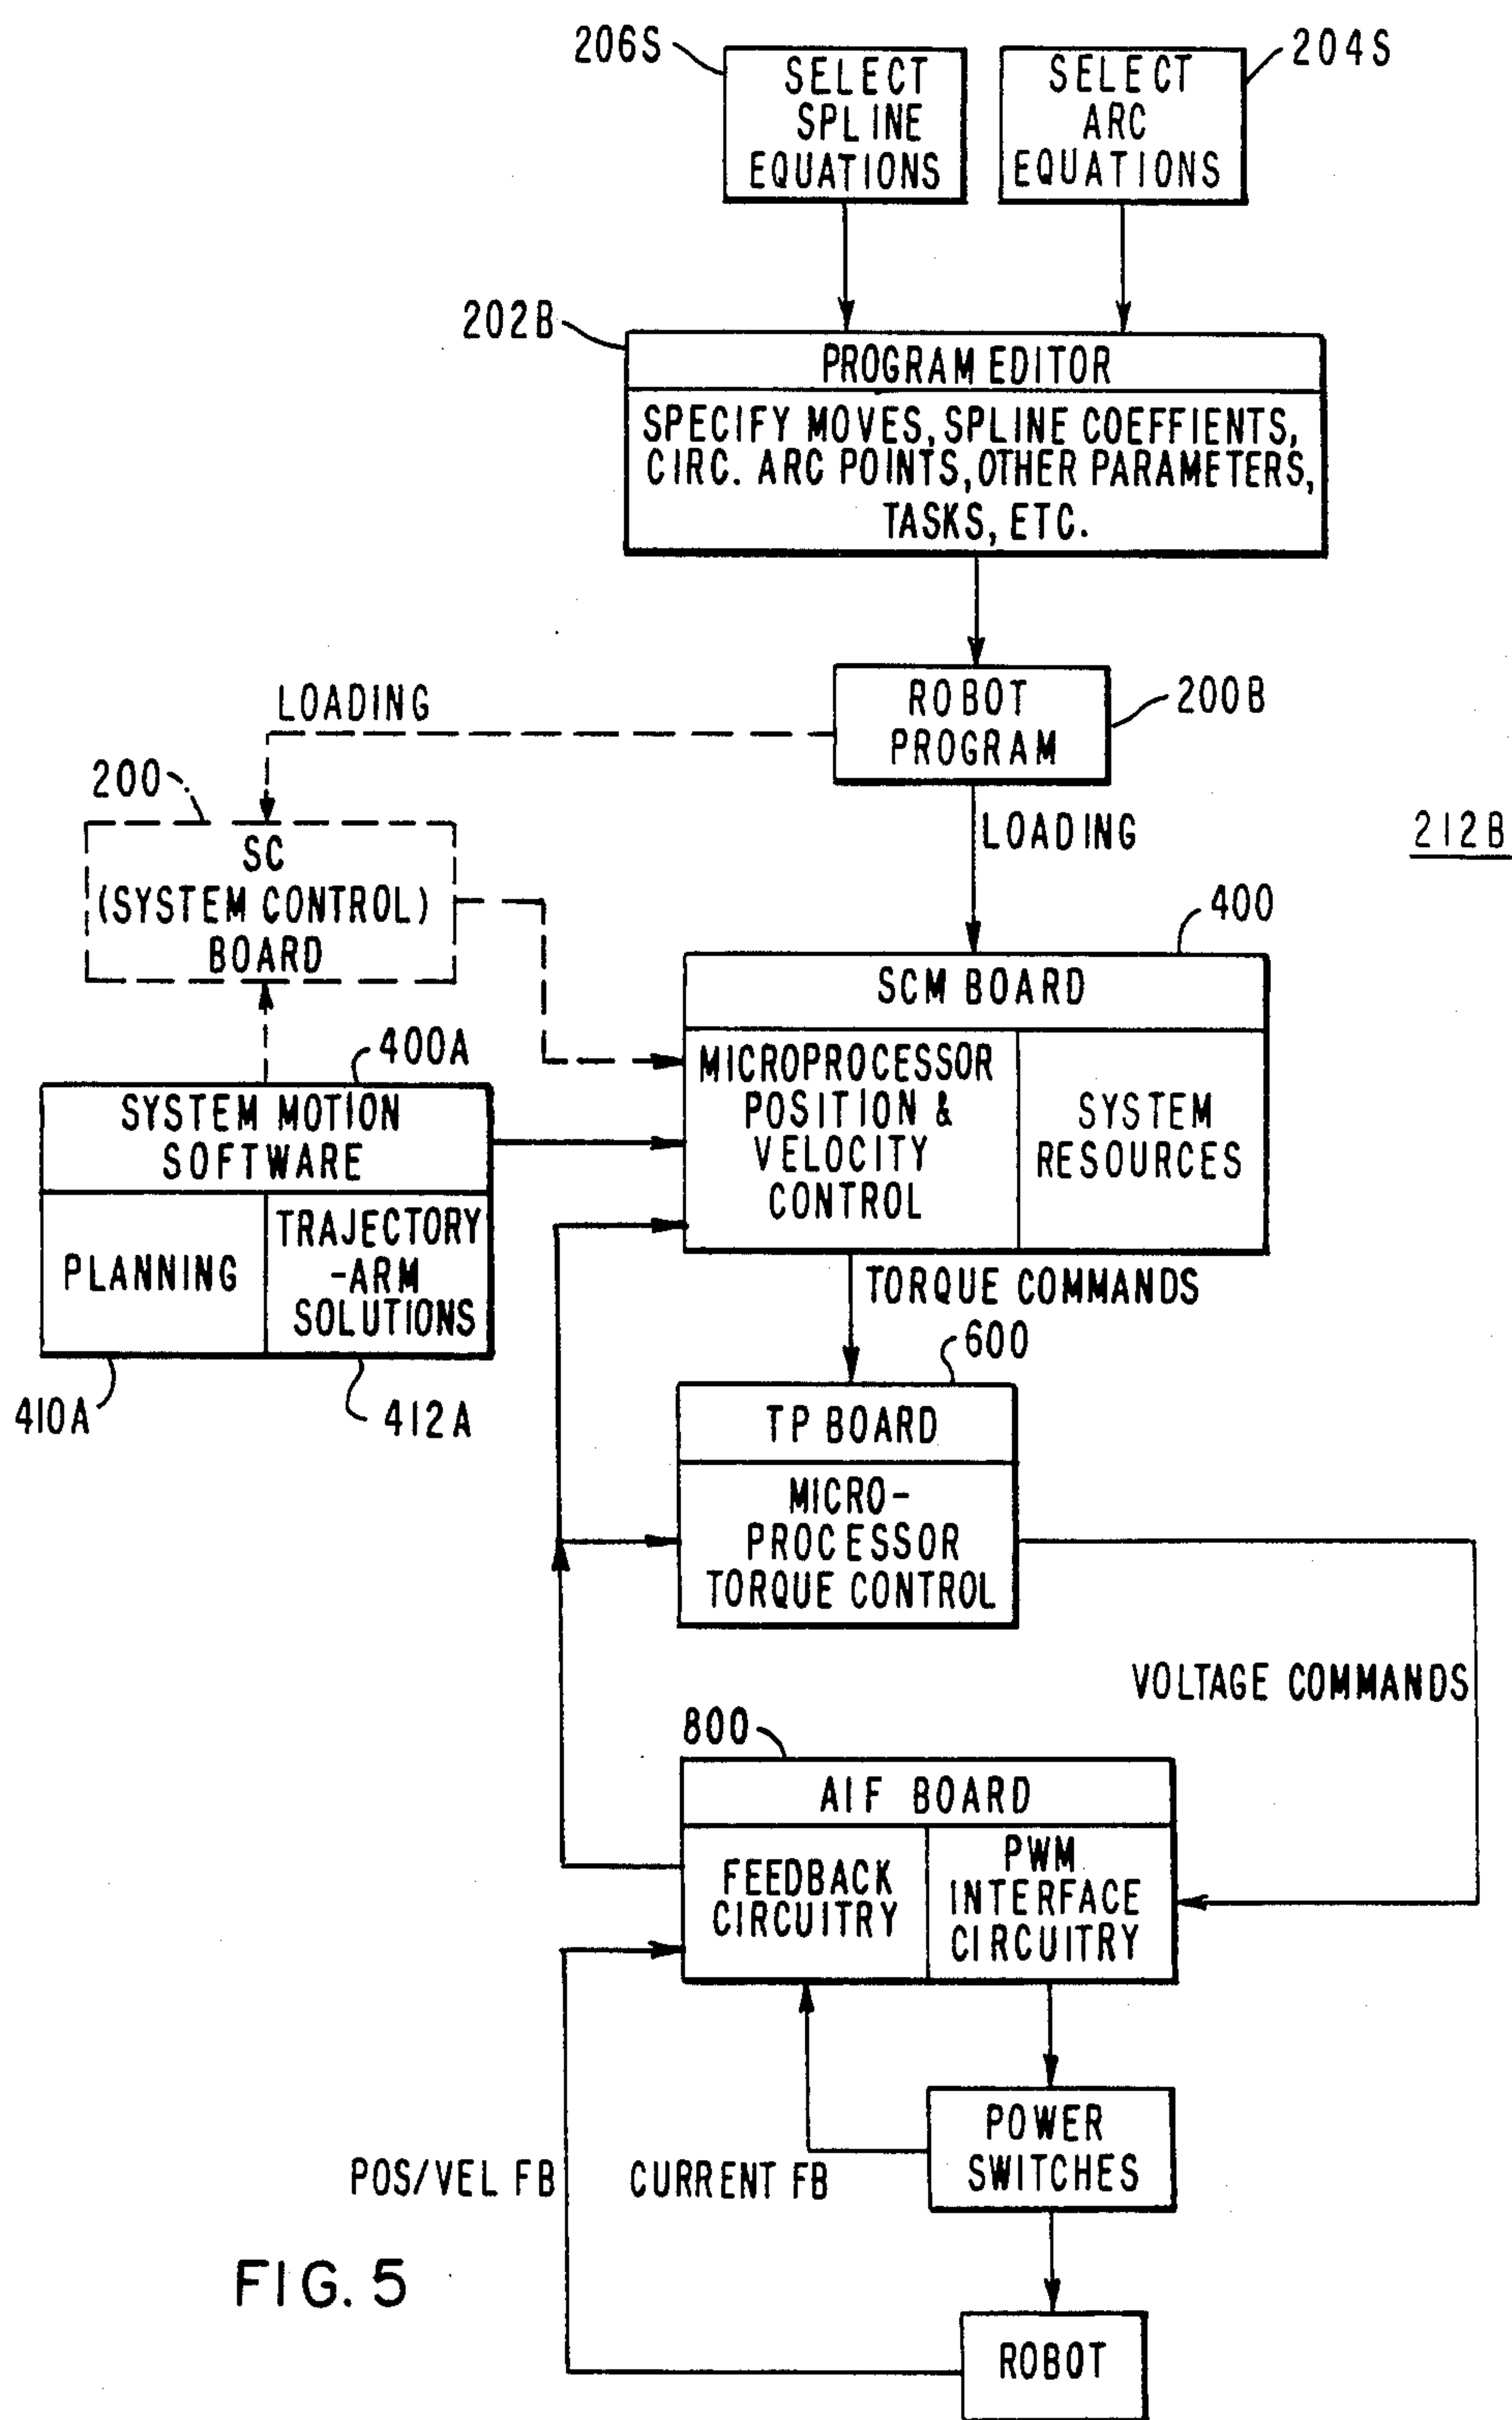 206S
SELECT
SPLINE
EQUATIONS
SELECT
ARC
EQUATIONS
204S
202B
PROGRAM EDITOR
SPECIFY MOVES, SPLINE COEFFIENTS,
CIRC. ARC POINTS, OTHER PARAMETERS,
TASKS, ETC.
LOADING
ROBOT
PROGRAM
200B
200
LOADING
212B
SC
(SYSTEM CONTROL)
BOARD
400
SCM BOARD
400A
MICROPROCESSOR
POSITION &
VELOCITY
CONTROL
SYSTEM
RESOURCES
SYSTEM MOTION
SOFTWARE
PLANNING
TRAJECTORY
-ARM
SOLUTIONS
410A
412A
TORQUE COMMANDS
600
TP BOARD
MICRO-
PROCESSOR
TORQUE CONTROL
VOLTAGE COMMANDS
800
AIF BOARD
FEEDBACK
CIRCUITRY
PWM
INTERFACE
CIRCUITRY
POWER
SWITCHES
POS/VEL FB
CURRENT FB
FIG. 5
ROBOT